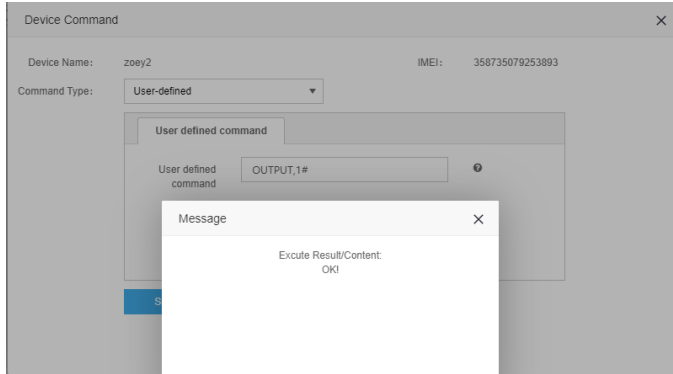 Device Command
Device Name: zoey2 IMEI: 358735079253893
Command Type: User-defined
User defined command
User defined command OUTPUT,1#
Message
Excute Result/Content:
OK!
S